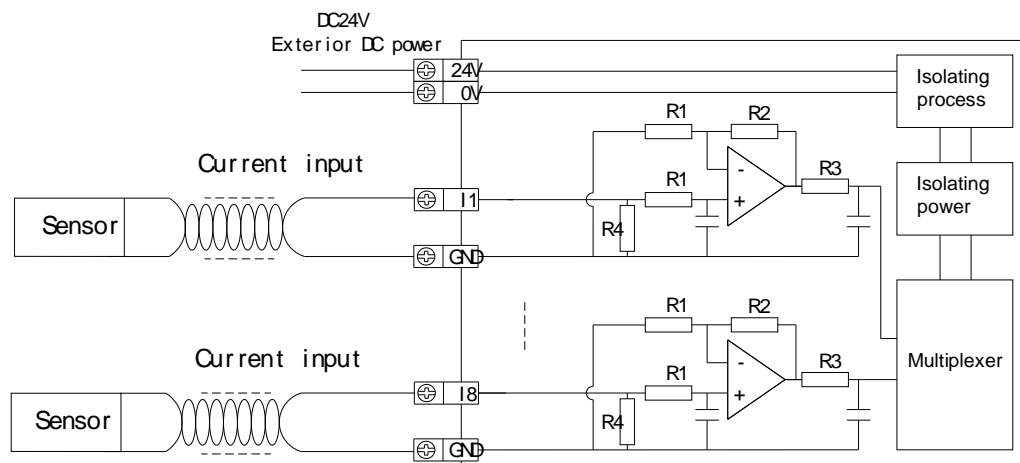 DC24V
Exterior DC power
24V
0V
Isolating
process
R1
R2
Current input
R3
Isolating
power
I1
R1
-
+
Sensor
R4
GND
R1
R2
Current input
R3
Multiplexer
I8
R1
-
+
Sensor
R4
GND